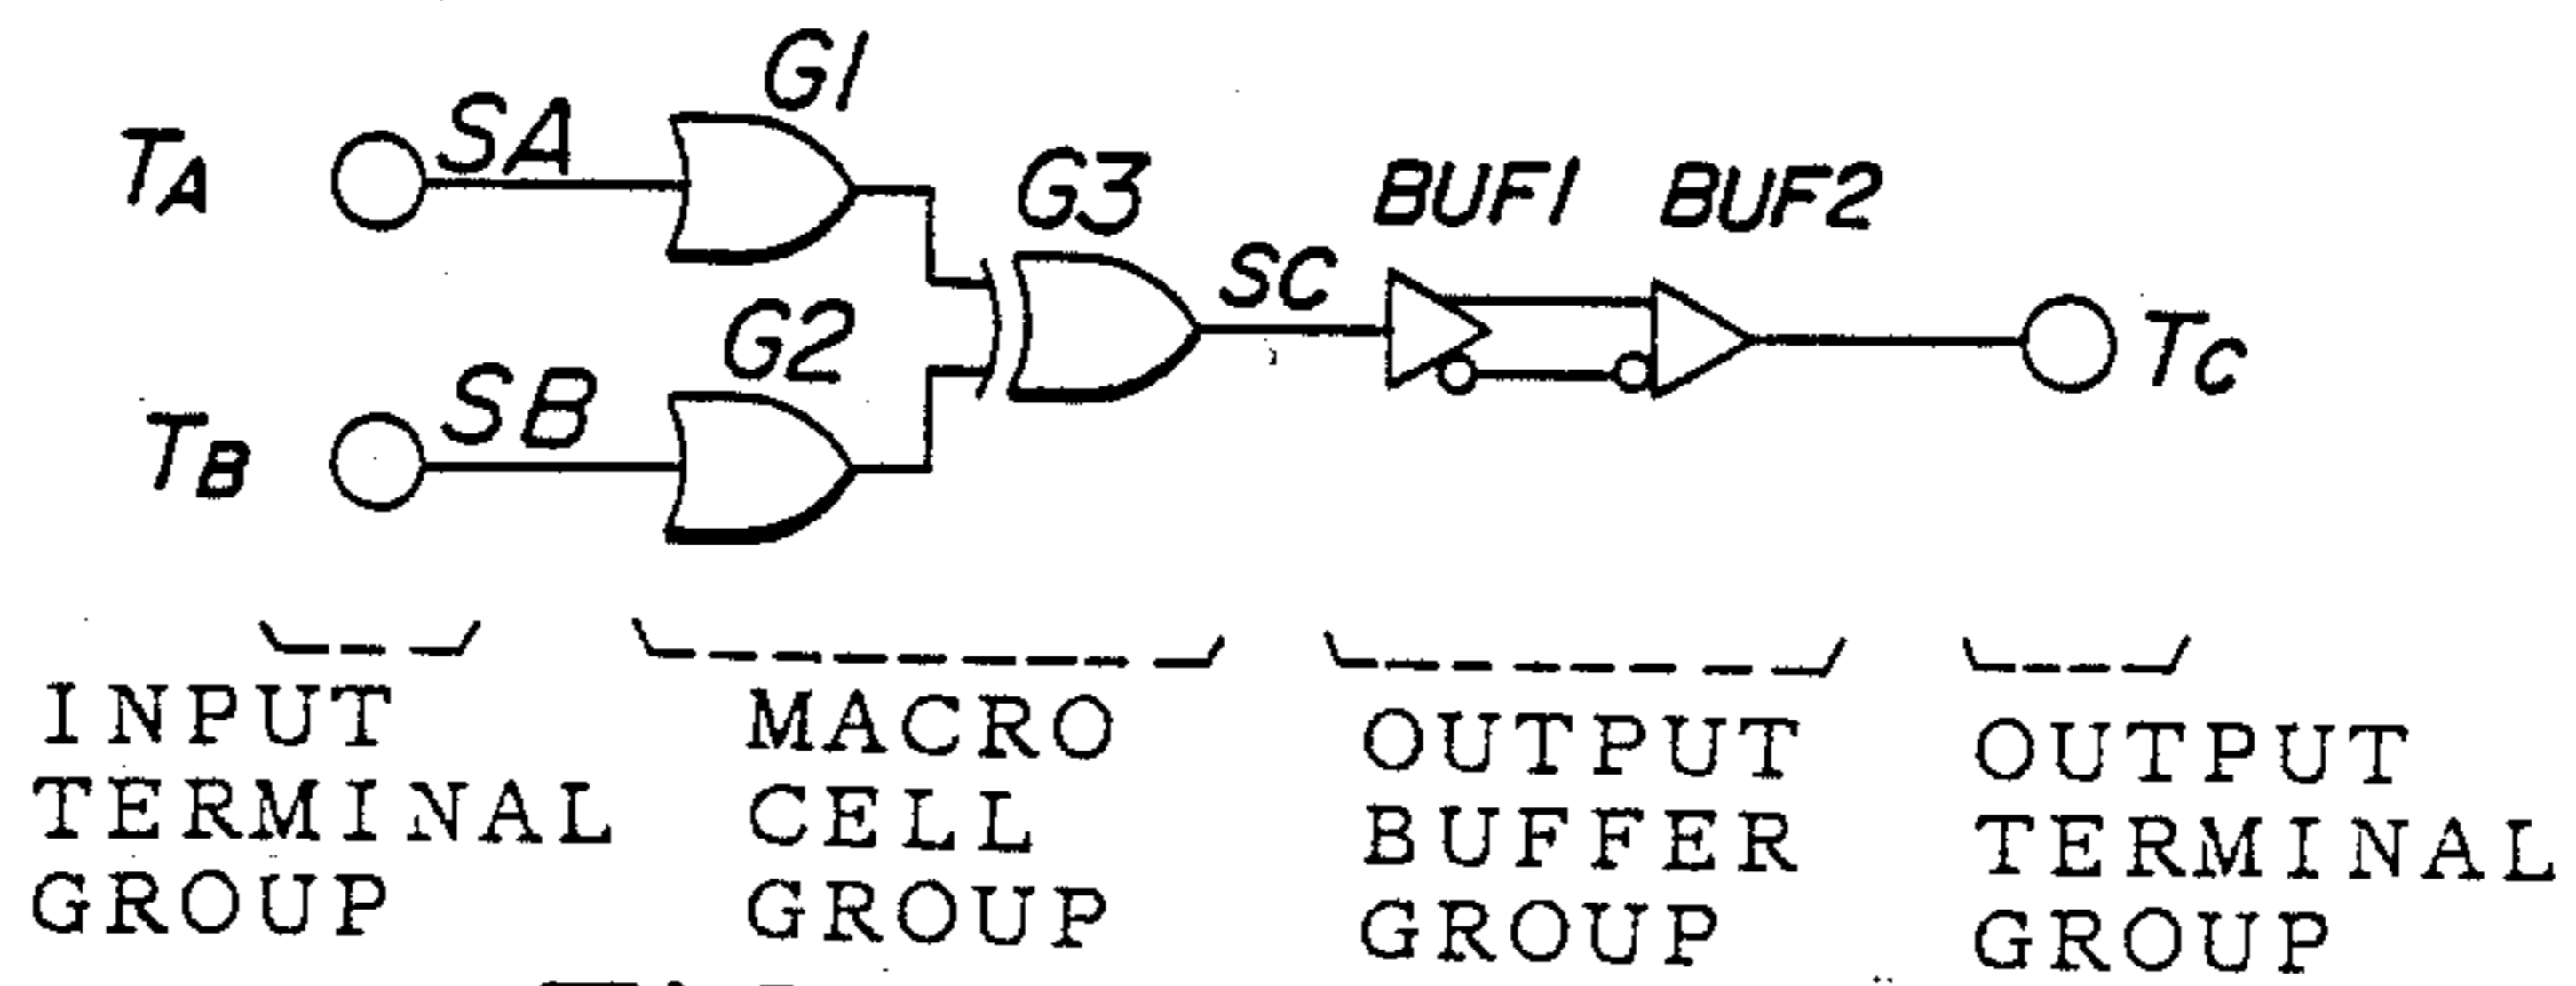 G1
TA
SA
G3
BUF1
BUF2
SC
G2
TC
SB
TB
INPUT
TERMINAL
GROUP
MACRO
CELL
GROUP
OUTPUT
BUFFER
GROUP
OUTPUT
TERMINAL
GROUP